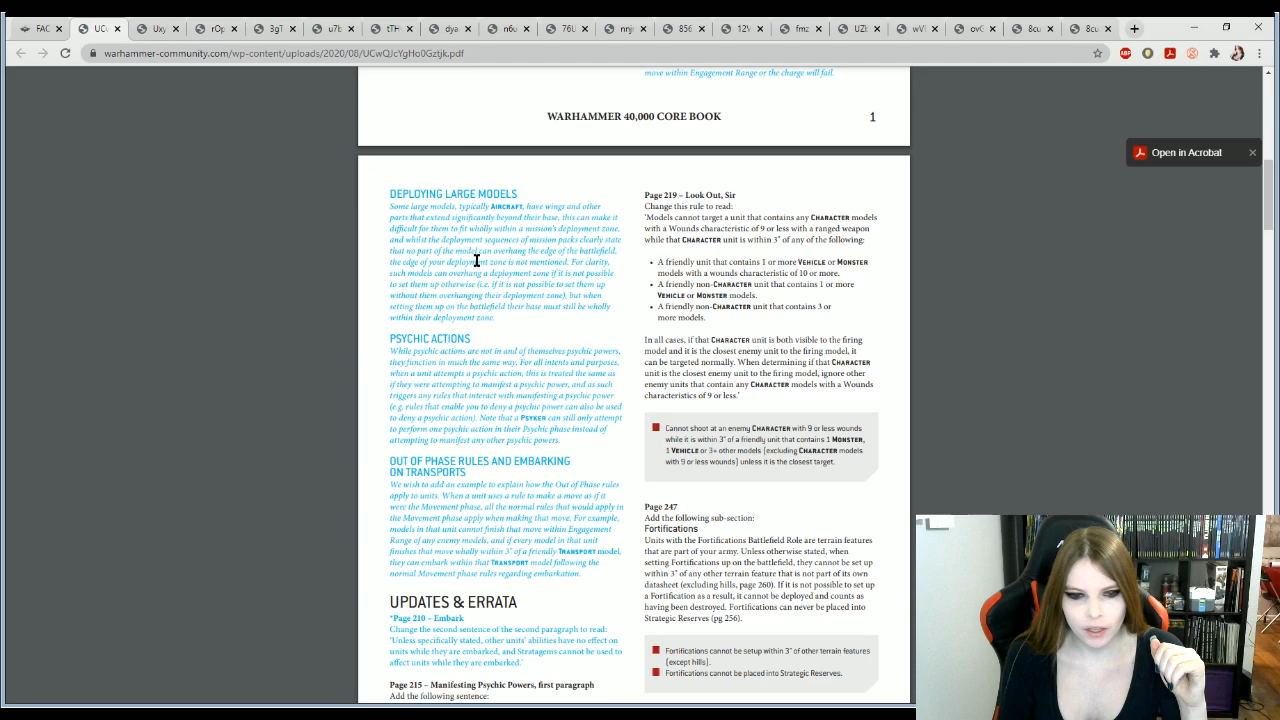 FAC
UCw
Uxy
rOp
3gT
u7b
tTH
dya
n6u
76U
nnji
856
12V
fmz
UZI
wVl
ov0
8cu
8cu
warhammer-community.com/wp-content/uploads/2020/08/UCwQJcYgHo0Gztjk.pdf
ABP
Open in Acrobat
move within Engagement Range or the charge will fail.
WARHAMMER 40,000 CORE BOOK
1
DEPLOYING LARGE MODELS
Some large models, typically AIRCRAFT, have wings and other
parts that extend significantly beyond their base, this can make it
difficult for them to fit wholly within a mission's deployment zone,
and whilst the deployment sequences of mission packs clearly state
that no part of the model can overhang the edge of the battlefield,
the edge of your deployment zone is not mentioned. For clarity,
such models can overhang a deployment zone if it is not possible
to set them up otherwise (i.e. if it is not possible to set them up
without them overhanging their deployment zone), but when
setting them up on the battlefield their base must still be wholly
within their deployment zone.
PSYCHIC ACTIONS
While psychic actions are not in and of themselves psychic powers,
they function in much the same way. For all intents and purposes,
when a unit attempts a psychic action, this is treated the same as
if they were attempting to manifest a psychic power, and as such
triggers any rules that interact with manifesting a psychic power
(e.g. rules that enable you to deny a psychic power can also be used
to deny a psychic action). Note that a PSYKER can still only attempt
to perform one psychic action in their Psychic phase instead of
attempting to manifest any other psychic powers.
OUT OF PHASE RULES AND EMBARKING
ON TRANSPORTS
We wish to add an example to explain how the Out of Phase rules
apply to units. When a unit uses a rule to make a move as if it
were the Movement phase, all the normal rules that would apply in
the Movement phase apply when making that move. For example,
models in that unit cannot finish that move within Engagement
Range of any enemy models, and if every model in that unit
finishes that move wholly within 3" of a friendly TRANSPORT model,
they can embark within that TRANSPORT model following the
normal Movement phase rules regarding embarkation.
UPDATES & ERRATA
*Page 210 – Embark
Change the second sentence of the second paragraph to read:
'Unless specifically stated, other units' abilities have no effect on
units while they are embarked, and Stratagems cannot be used to
affect units while they are embarked.'
Page 215 – Manifesting Psychic Powers, first paragraph
Add the following sentence:
Page 219 – Look Out, Sir
Change this rule to read:
'Models cannot target a unit that contains any CHARACTER models
with a Wounds characteristic of 9 or less with a ranged weapon
while that CHARACTER unit is within 3" of any of the following:
• A friendly unit that contains 1 or more VEHICLE or MONSTER
models with a wounds characteristic of 10 or more.
• A friendly non-CHARACTER unit that contains 1 or more
VEHICLE or MONSTER models.
• A friendly non-CHARACTER unit that contains 3 or
more models.
In all cases, if that CHARACTER unit is both visible to the firing
model and it is the closest enemy unit to the firing model, it
can be targeted normally. When determining if that CHARACTER
unit is the closest enemy unit to the firing model, ignore other
enemy units that contain any CHARACTER models with a Wounds
characteristics of 9 or less.'
Cannot shoot at an enemy CHARACTER with 9 or less wounds
while it is within 3" of a friendly unit that contains 1 MONSTER,
1 VEHICLE or 3+ other models (excluding CHARACTER models
with 9 or less wounds) unless it is the closest target.
Page 247
Add the following sub-section:
Fortifications
Units with the Fortifications Battlefield Role are terrain features
that are part of your army. Unless otherwise stated, when
setting Fortifications up on the battlefield, they cannot be set up
within 3" of any other terrain feature that is not part of its own
datasheet (excluding hills, page 260). If it is not possible to set up
a Fortification as a result, it cannot be deployed and counts as
having been destroyed. Fortifications can never be placed into
Strategic Reserves (pg 256).
Fortifications cannot be setup within 3" of other terrain features
(except hills).
Fortifications cannot be placed into Strategic Reserves.